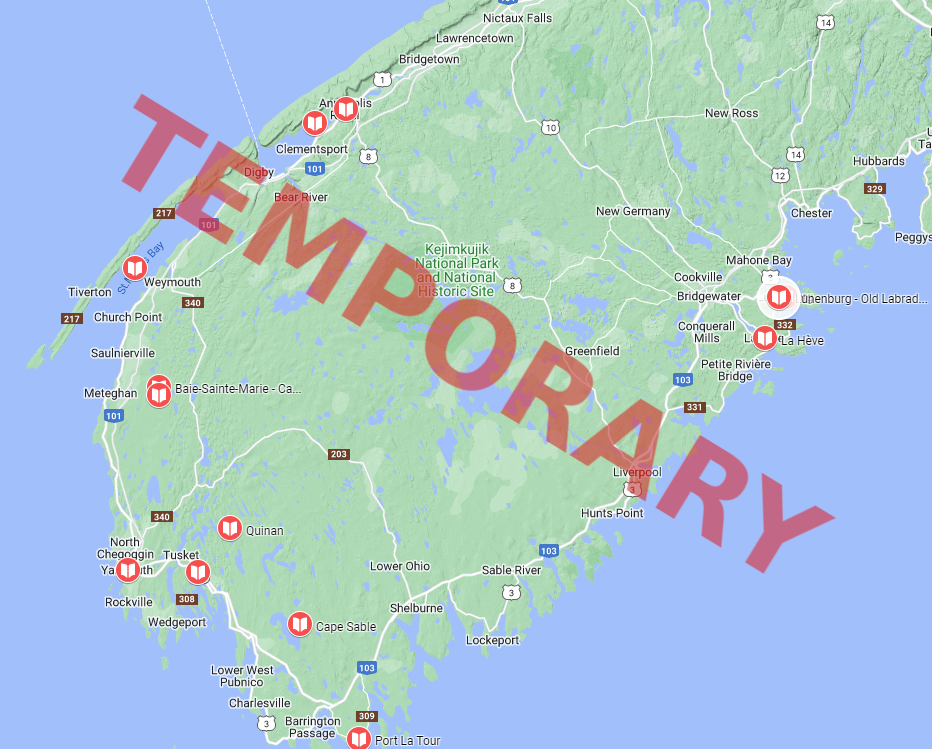 Nictaux Falls
14
Lawrencetown
Bridgetown
1
New Ross
10
Clementsport
8
101
14
12
Hubbards
329
Digby
Bear River
217
101
New Germany
Chester
Peggys
Kejimkujik
National Park
and National
Historic Site
St. Marys Bay
Mahone Bay
Cookville
3
8
Weymouth
Tiverton
340
Bridgewater
Lunenburg - Old Labrad...
217
Church Point
Conquerall
Mills
332
La Hève
Saulnierville
Greenfield
Petite Rivière
Bridge
103
Meteghan
Baie-Sainte-Marie - Ca...
331
101
TEMPORARY
203
Liverpool
3
340
Hunts Point
Quinan
North
Chegoggin
Tusket
103
Yarmouth
Lower Ohio
Sable River
3
Rockville
308
Shelburne
Wedgeport
Cape Sable
Lockeport
103
Lower West
Pubnico
Charlesville
3
309
Barrington
Passage
Port La Tour